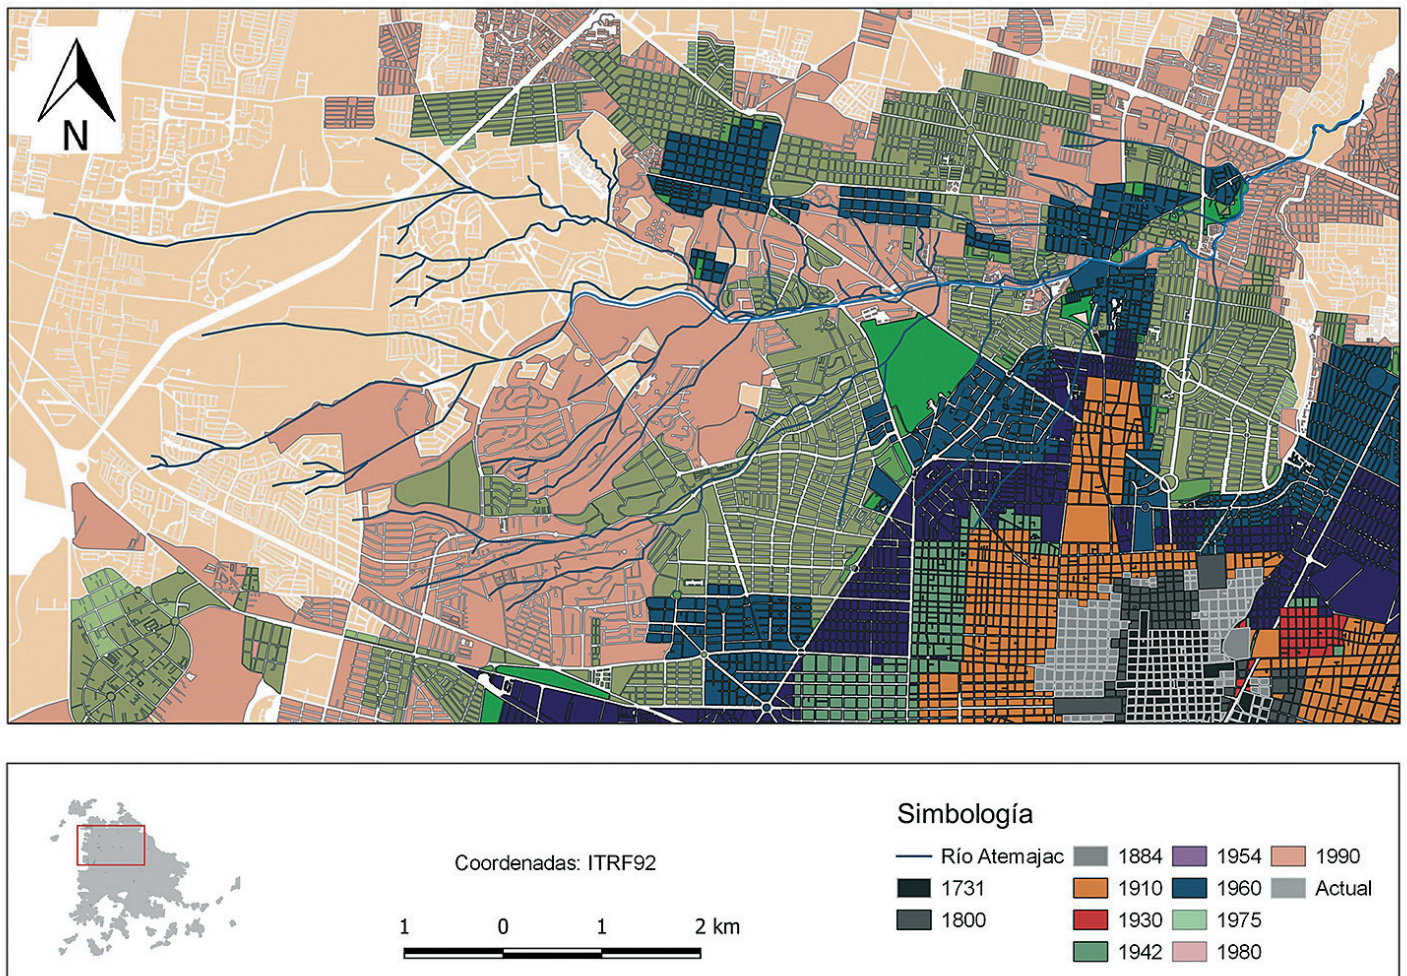 N
Coordenadas: ITRF92
1 0 1 2 km
Simbología
Río Atemajac
1731
1800
1884
1910
1930
1942
1954
1960
1975
1980
1990
Actual